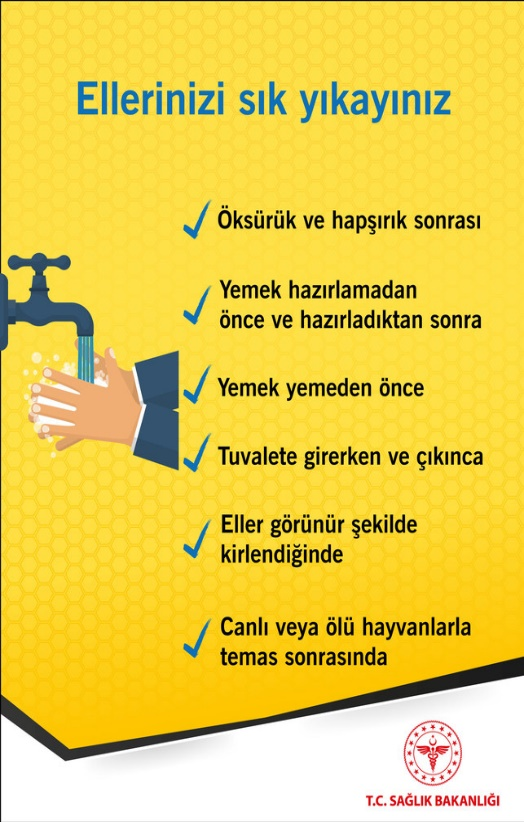 Ellerinizi sık yıkayınız
Öksürük ve hapşırık sonrası
Yemek hazırlamadan
önce ve hazırladıktan sonra
Yemek yemeden önce
Tuvalete girerken ve çıkınca
Eller görünür şekilde
kirlendiğinde
Canlı veya ölü hayvanlarla
temas sonrasında
T.C. SAĞLIK BAKANLIĞI